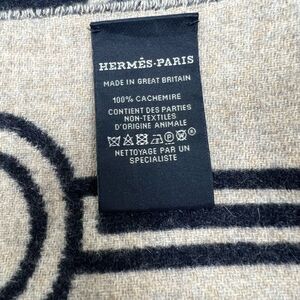 HERMÈS-PARIS
MADE IN GREAT BRITAIN
100% CACHEMIRE
CONTIENT DES PARTIES
NON-TEXTILES
D'ORIGINE ANIMALE
NETTOYAGE PAR UN
SPECIALISTE